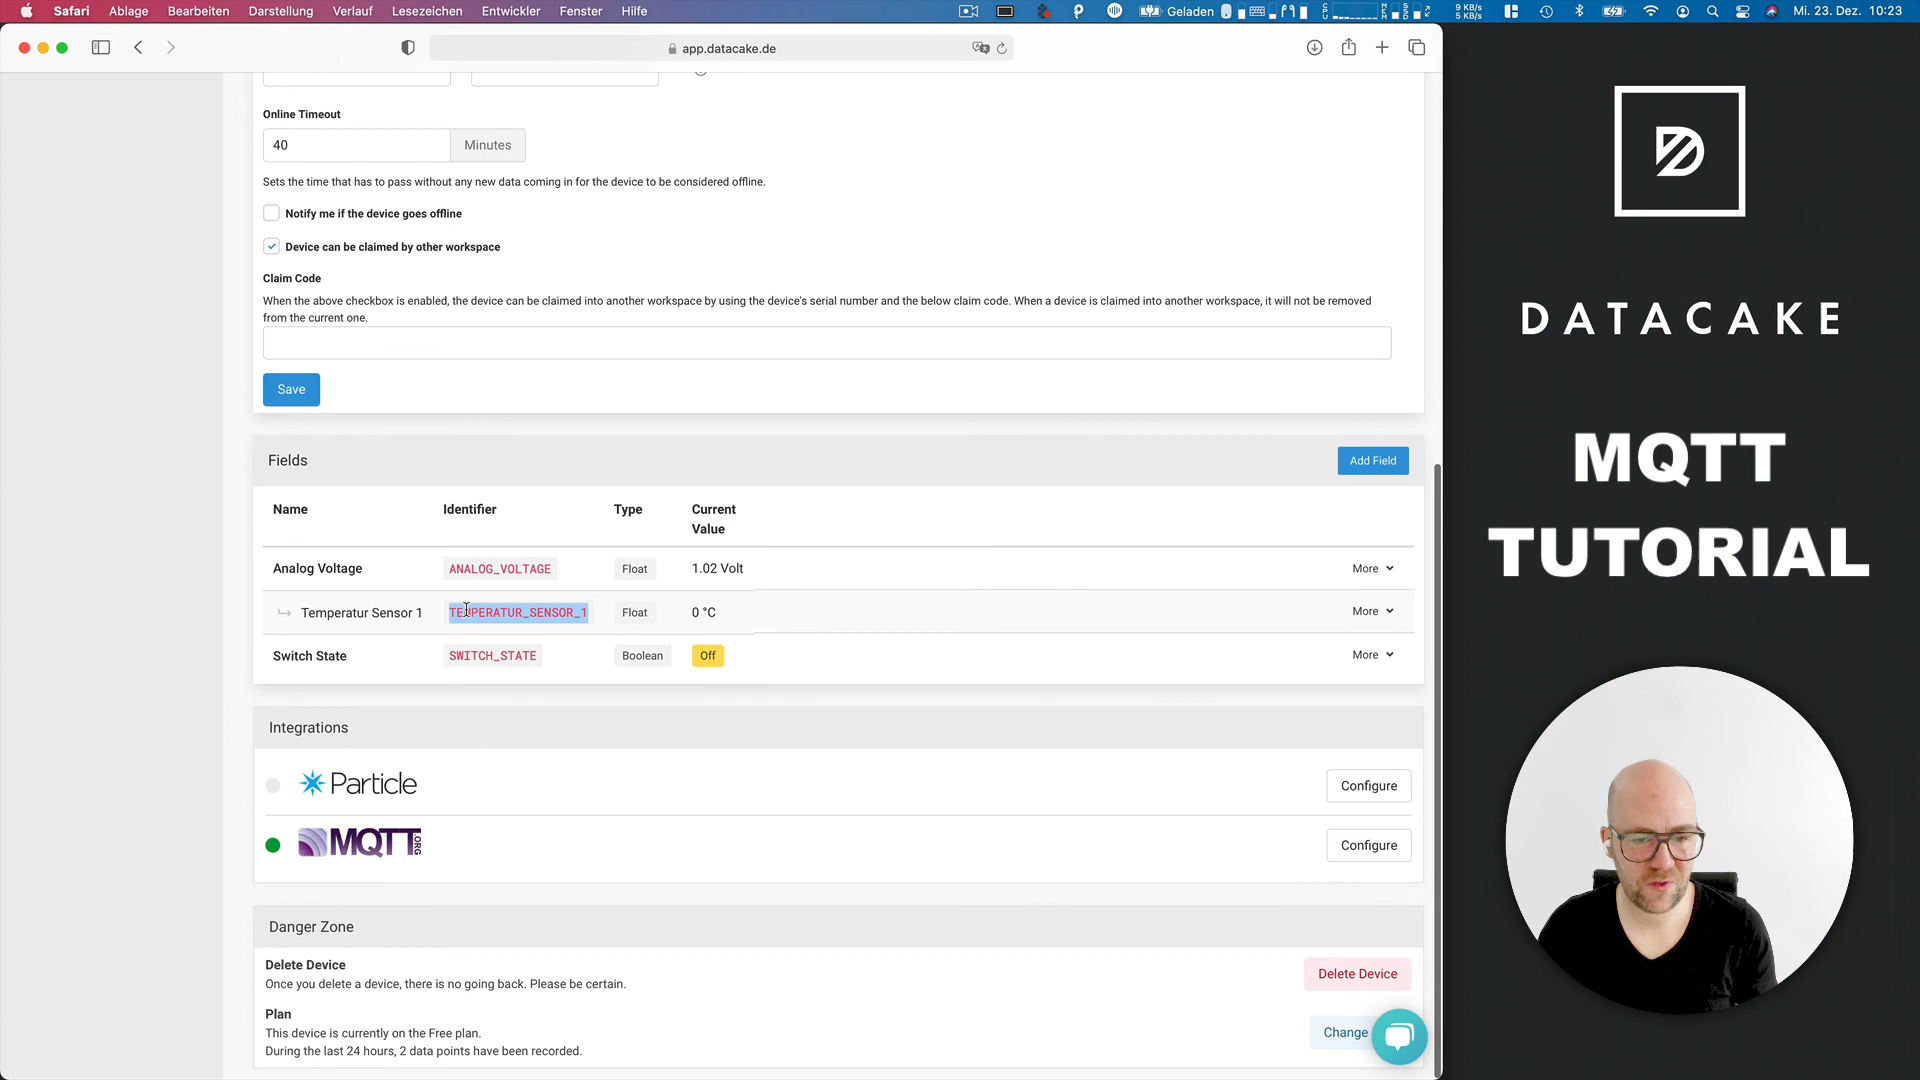 Safari Ablage Bearbeiten Darstellung Verlauf Lesezeichen Entwickler Fenster Hilfe Geladen 9 KB/s 5 KB/s Mi. 23. Dez. 10:23
app.datacake.de
Online Timeout
40 Minutes
Sets the time that has to pass without any new data coming in for the device to be considered offline.
Notify me if the device goes offline
Device can be claimed by other workspace
Claim Code
When the above checkbox is enabled, the device can be claimed into another workspace by using the device's serial number and the below claim code. When a device is claimed into another workspace, it will not be removed
from the current one.
Save
Fields Add Field
Name Identifier Type Current Value
Analog Voltage ANALOG_VOLTAGE Float 1.02 Volt More
Temperatur Sensor 1 TEMPERATUR_SENSOR_1 Float 0 °C More
Switch State SWITCH_STATE Boolean Off More
Integrations
Particle Configure
MQTT.ORG Configure
Danger Zone
Delete Device
Once you delete a device, there is no going back. Please be certain.
Delete Device
Plan
This device is currently on the Free plan.
During the last 24 hours, 2 data points have been recorded.
Change
DATACAKE
MQTT
TUTORIAL